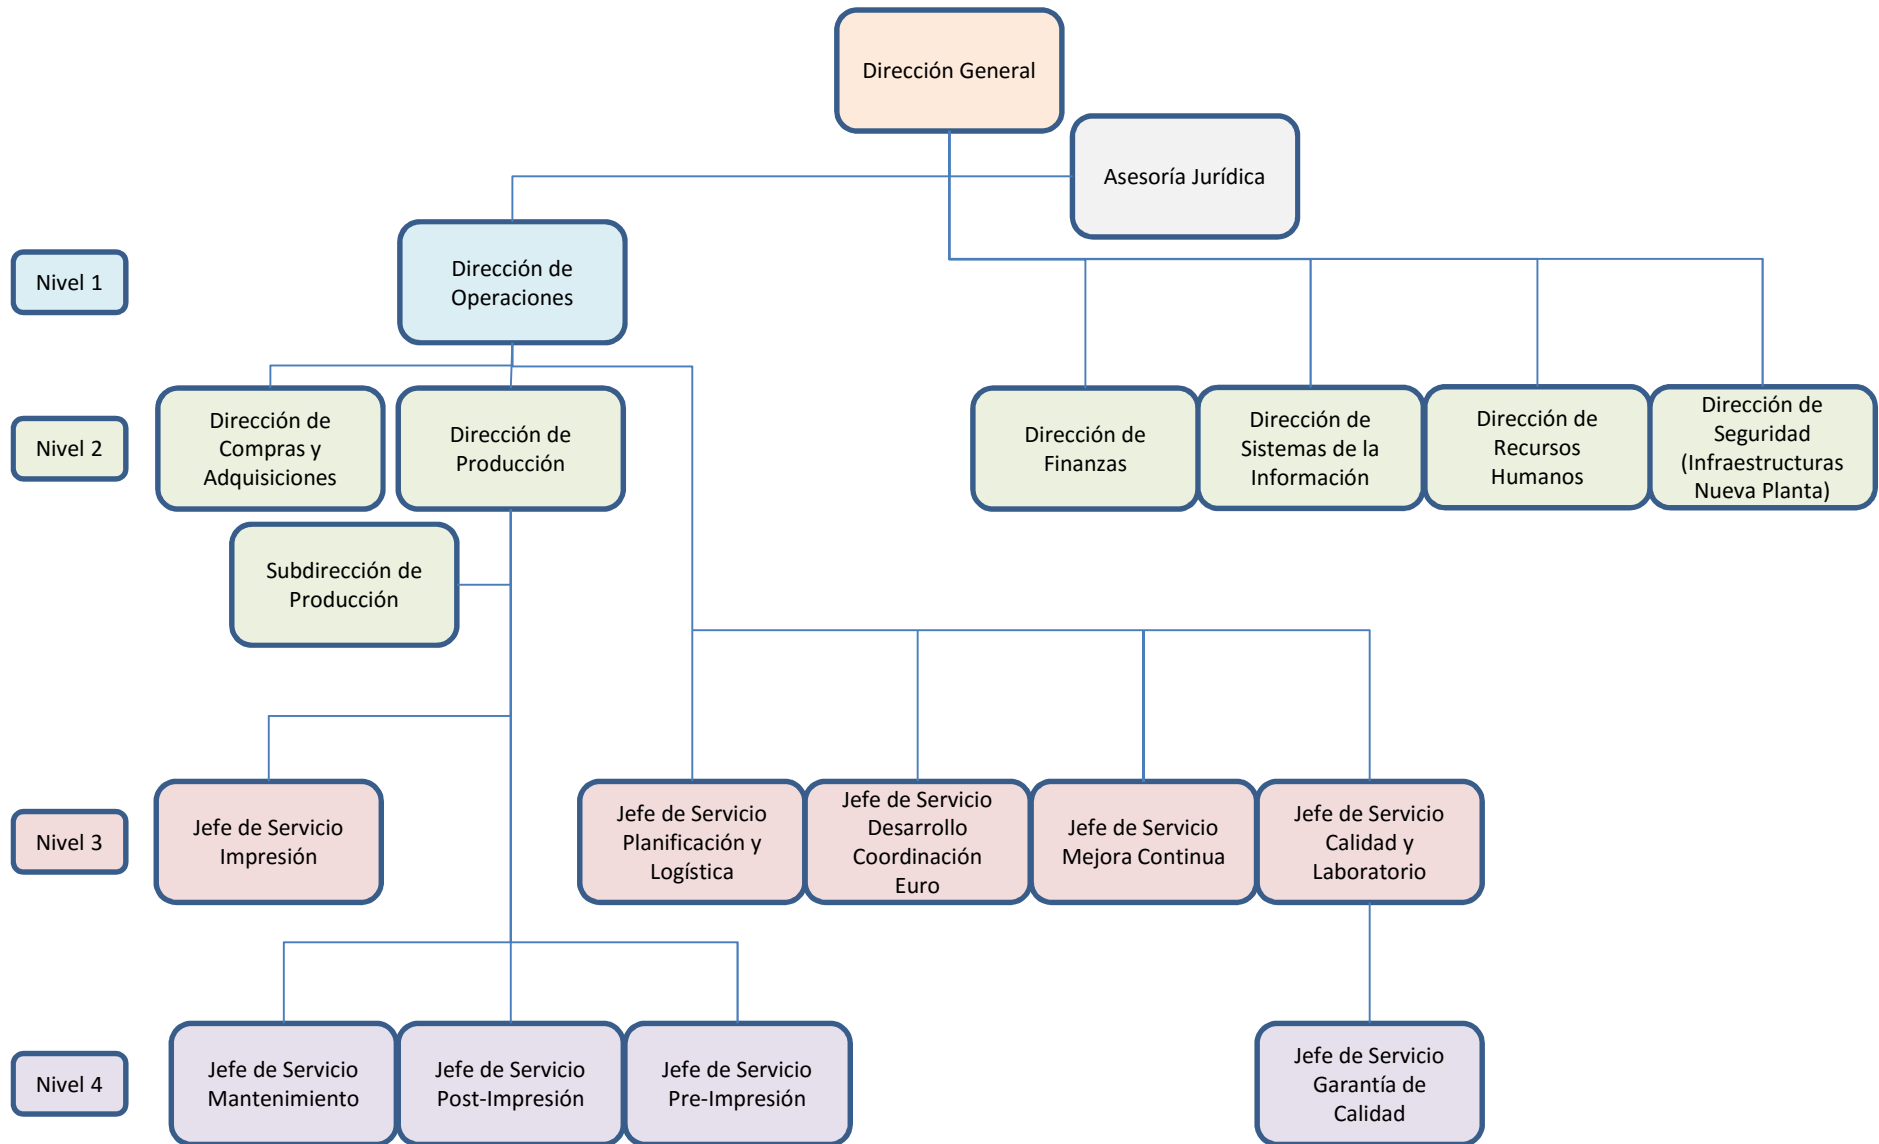 Dirección General
Asesoría Jurídica
Nivel 1
Dirección de
Operaciones
Nivel 2
Dirección de
Compras y
Adquisiciones
Dirección de
Producción
Dirección de
Finanzas
Dirección de
Sistemas de la
Información
Dirección de
Recursos
Humanos
Dirección de
Seguridad
(Infraestructuras
Nueva Planta)
Subdirección de
Producción
Nivel 3
Jefe de Servicio
Impresión
Jefe de Servicio
Planificación y
Logística
Jefe de Servicio
Desarrollo
Coordinación
Euro
Jefe de Servicio
Mejora Continua
Jefe de Servicio
Calidad y
Laboratorio
Nivel 4
Jefe de Servicio
Mantenimiento
Jefe de Servicio
Post-Impresión
Jefe de Servicio
Pre-Impresión
Jefe de Servicio
Garantía de
Calidad